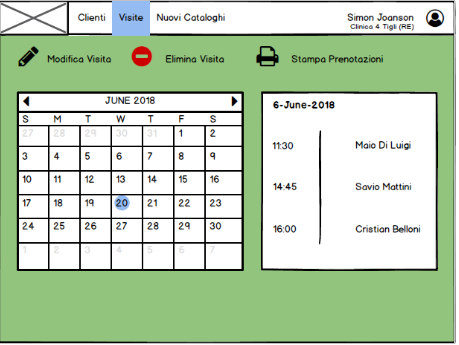 Clienti Visite Nuovi Cataloghi
Simon Joanson
Clinica 4 Tigli (RE)
Modifica Visita Elimina Visita Stampa Prenotazioni
JUNE 2018
S M T W T F S
27 28 29 30 31 1 2
3 4 5 6 7 8 9
10 11 12 13 14 15 16
17 18 19 20 21 22 23
24 25 26 27 28 29 30
1 2 3 4 5 6 7
6-June-2018
11:30 Maio Di Luigi
14:45 Savio Mattini
16:00 Cristian Belloni